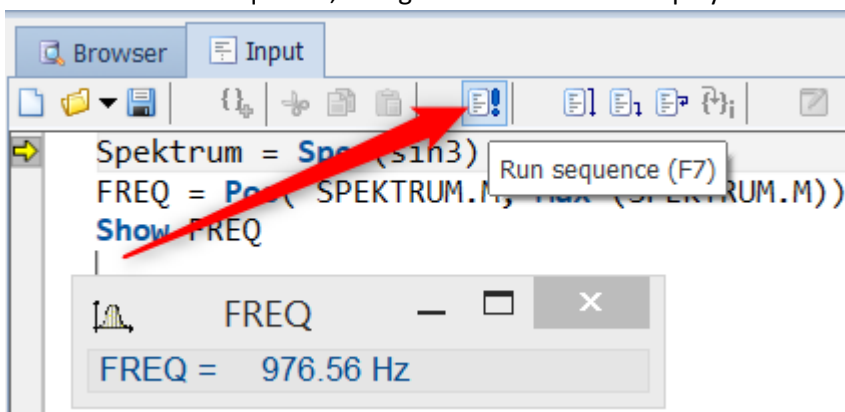 Browser Input
Spektrum = (sin3)
Run sequence (F7)
FREQ = Pos( SPEKTRUM.M, Max (SPEKTRUM.M))
Show FREQ
FREQ
FREQ = 976.56 Hz